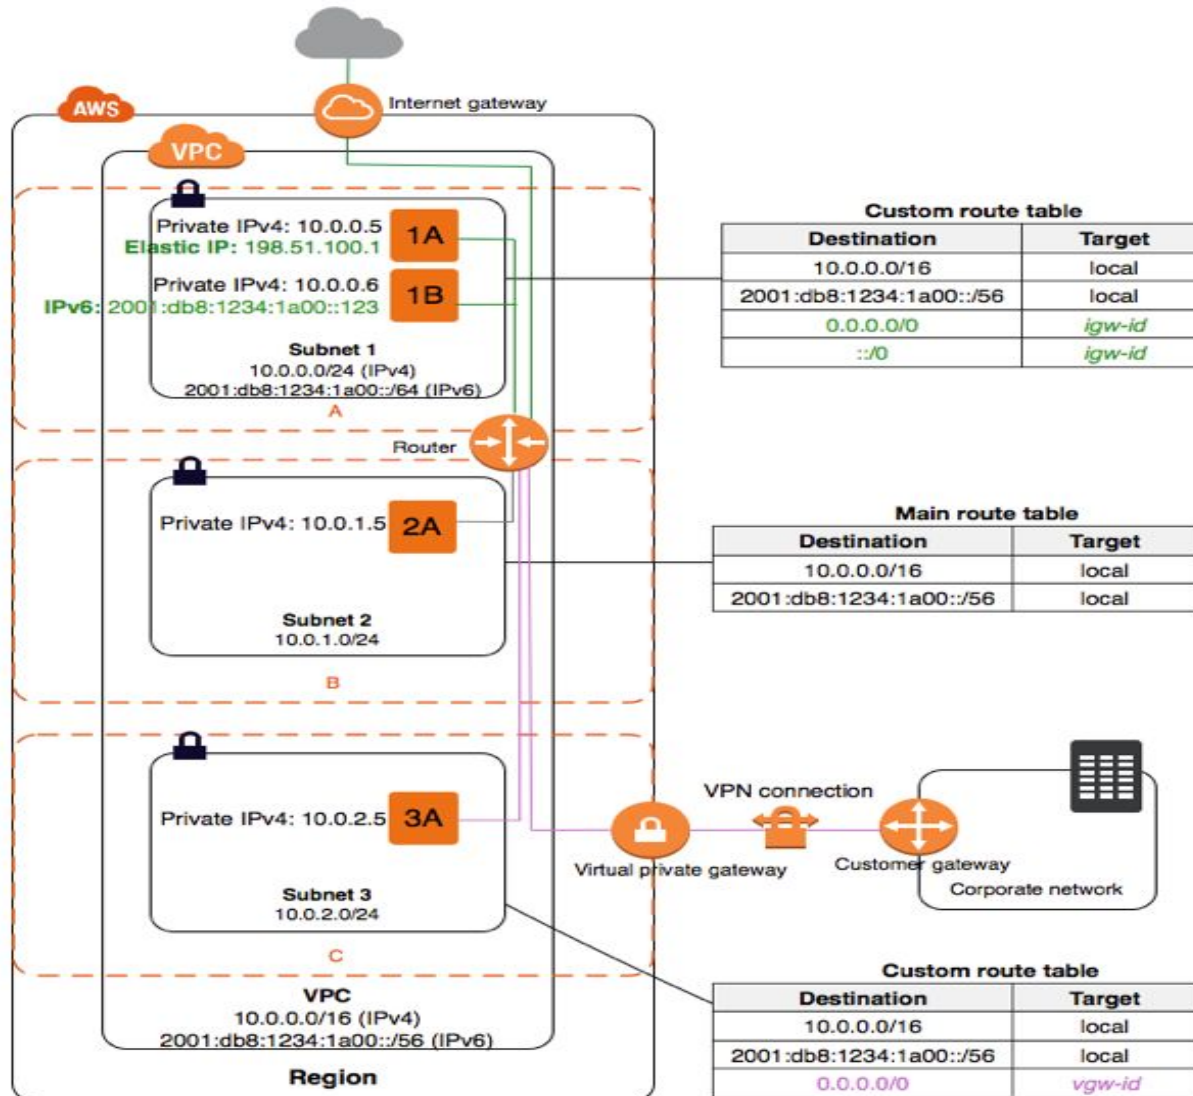 AWS
Internet gateway
VPC
Private IPv4: 10.0.0.5
Elastic IP: 198.51.100.1
1A
Private IPv4: 10.0.0.6
IPv6: 2001:db8:1234:1a00::123
1B
Subnet 1
10.0.0.0/24 (IPv4)
2001:db8:1234:1a00::/64 (IPv6)
A
Custom route table
Destination Target
10.0.0.0/16 local
2001:db8:1234:1a00::/56 local
0.0.0.0/0 igw-id
::/0 igw-id
Router
Private IPv4: 10.0.1.5
2A
Subnet 2
10.0.1.0/24
B
Main route table
Destination Target
10.0.0.0/16 local
2001:db8:1234:1a00::/56 local
Private IPv4: 10.0.2.5
3A
Subnet 3
10.0.2.0/24
C
VPN connection
Virtual private gateway
Customer gateway
Corporate network
VPC
10.0.0.0/16 (IPv4)
2001:db8:1234:1a00::/56 (IPv6)
Region
Custom route table
Destination Target
10.0.0.0/16 local
2001:db8:1234:1a00::/56 local
0.0.0.0/0 vgw-id